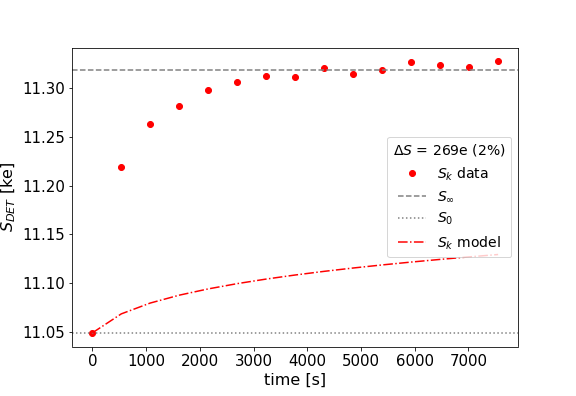 11.30
11.25
11.20
11.15
11.10
11.05
S_DET [ke]
ΔS = 269e (2%)
S_k data
S_∞
S_0
S_k model
0 1000 2000 3000 4000 5000 6000 7000
time [s]